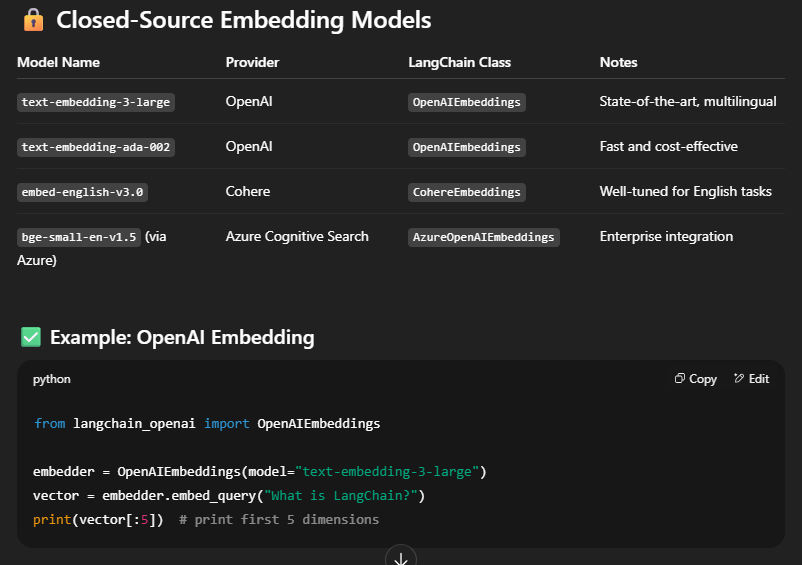 🔒 Closed-Source Embedding Models
Model Name Provider LangChain Class Notes
text-embedding-3-large OpenAI OpenAIEmbeddings State-of-the-art, multilingual
text-embedding-ada-002 OpenAI OpenAIEmbeddings Fast and cost-effective
embed-english-v3.0 Cohere CohereEmbeddings Well-tuned for English tasks
bge-small-en-v1.5 (via Azure Cognitive Search AzureOpenAIEmbeddings Enterprise integration
Azure)
✅ Example: OpenAI Embedding
python Copy Edit
from langchain_openai import OpenAIEmbeddings
embedder = OpenAIEmbeddings(model="text-embedding-3-large")
vector = embedder.embed_query("What is LangChain?")
print(vector[:5])  # print first 5 dimensions